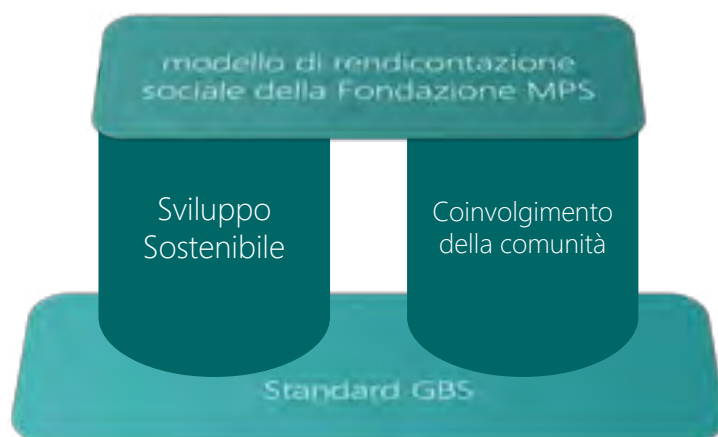 modello di rendicontazione
sociale della Fondazione MPS
Sviluppo
Sostenibile
Coinvolgimento
della comunità
Standard GBS